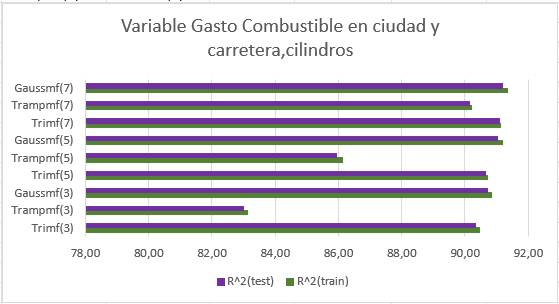 Variable Gasto Combustible en ciudad y
carretera,cilindros
Gaussmf(7)
Trampmf(7)
Trimf(7)
Gaussmf(5)
Trampmf(5)
Trimf(5)
Gaussmf(3)
Trampmf(3)
Trimf(3)
78,00 80,00 82,00 84,00 86,00 88,00 90,00 92,00
R^2(test) R^2(train)